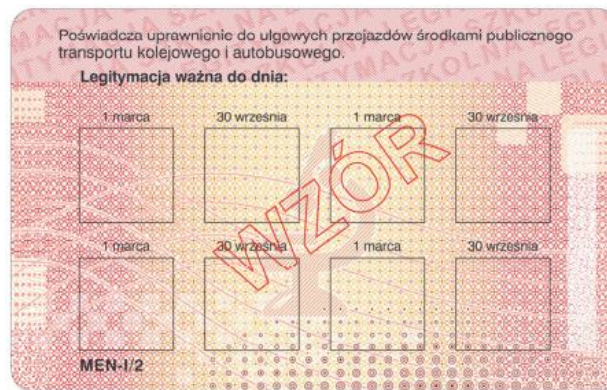 Poświadcza uprawnienie do ulgowych przejazdów środkami publicznego
transportu kolejowego i autobusowego.
Legitymacja ważna do dnia:
1 marca 30 września 1 marca 30 września
WZÓR
1 marca 30 września 1 marca 30 września
MEN-I/2